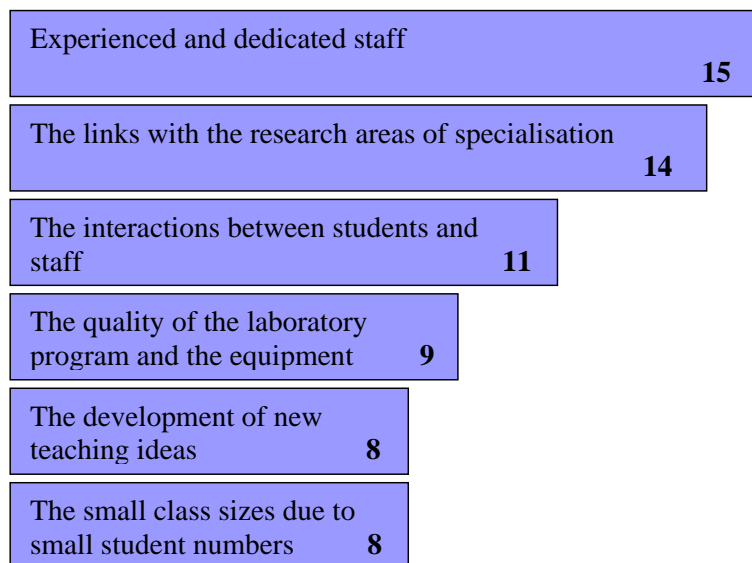 Experienced and dedicated staff
15
The links with the research areas of specialisation
14
The interactions between students and
staff 11
The quality of the laboratory
program and the equipment 9
The development of new
teaching ideas 8
The small class sizes due to
small student numbers 8